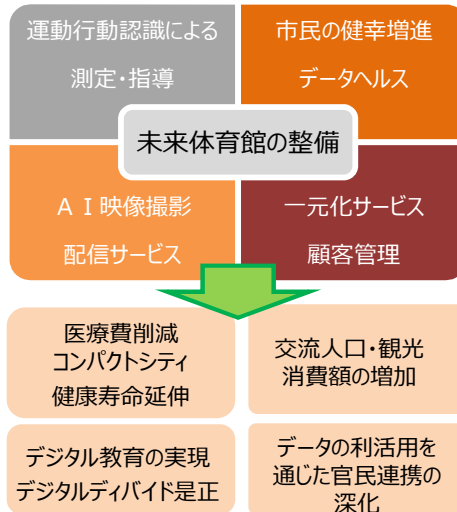 運動行動認識による
測定・指導
市民の健幸増進
データヘルス
未来体育館の整備
ＡＩ映像撮影
配信サービス
一元化サービス
顧客管理
医療費削減
コンパクトシティ
健康寿命延伸
交流人口・観光
消費額の増加
デジタル教育の実現
デジタルディバイド是正
データの利活用を
通じた官民連携の
深化